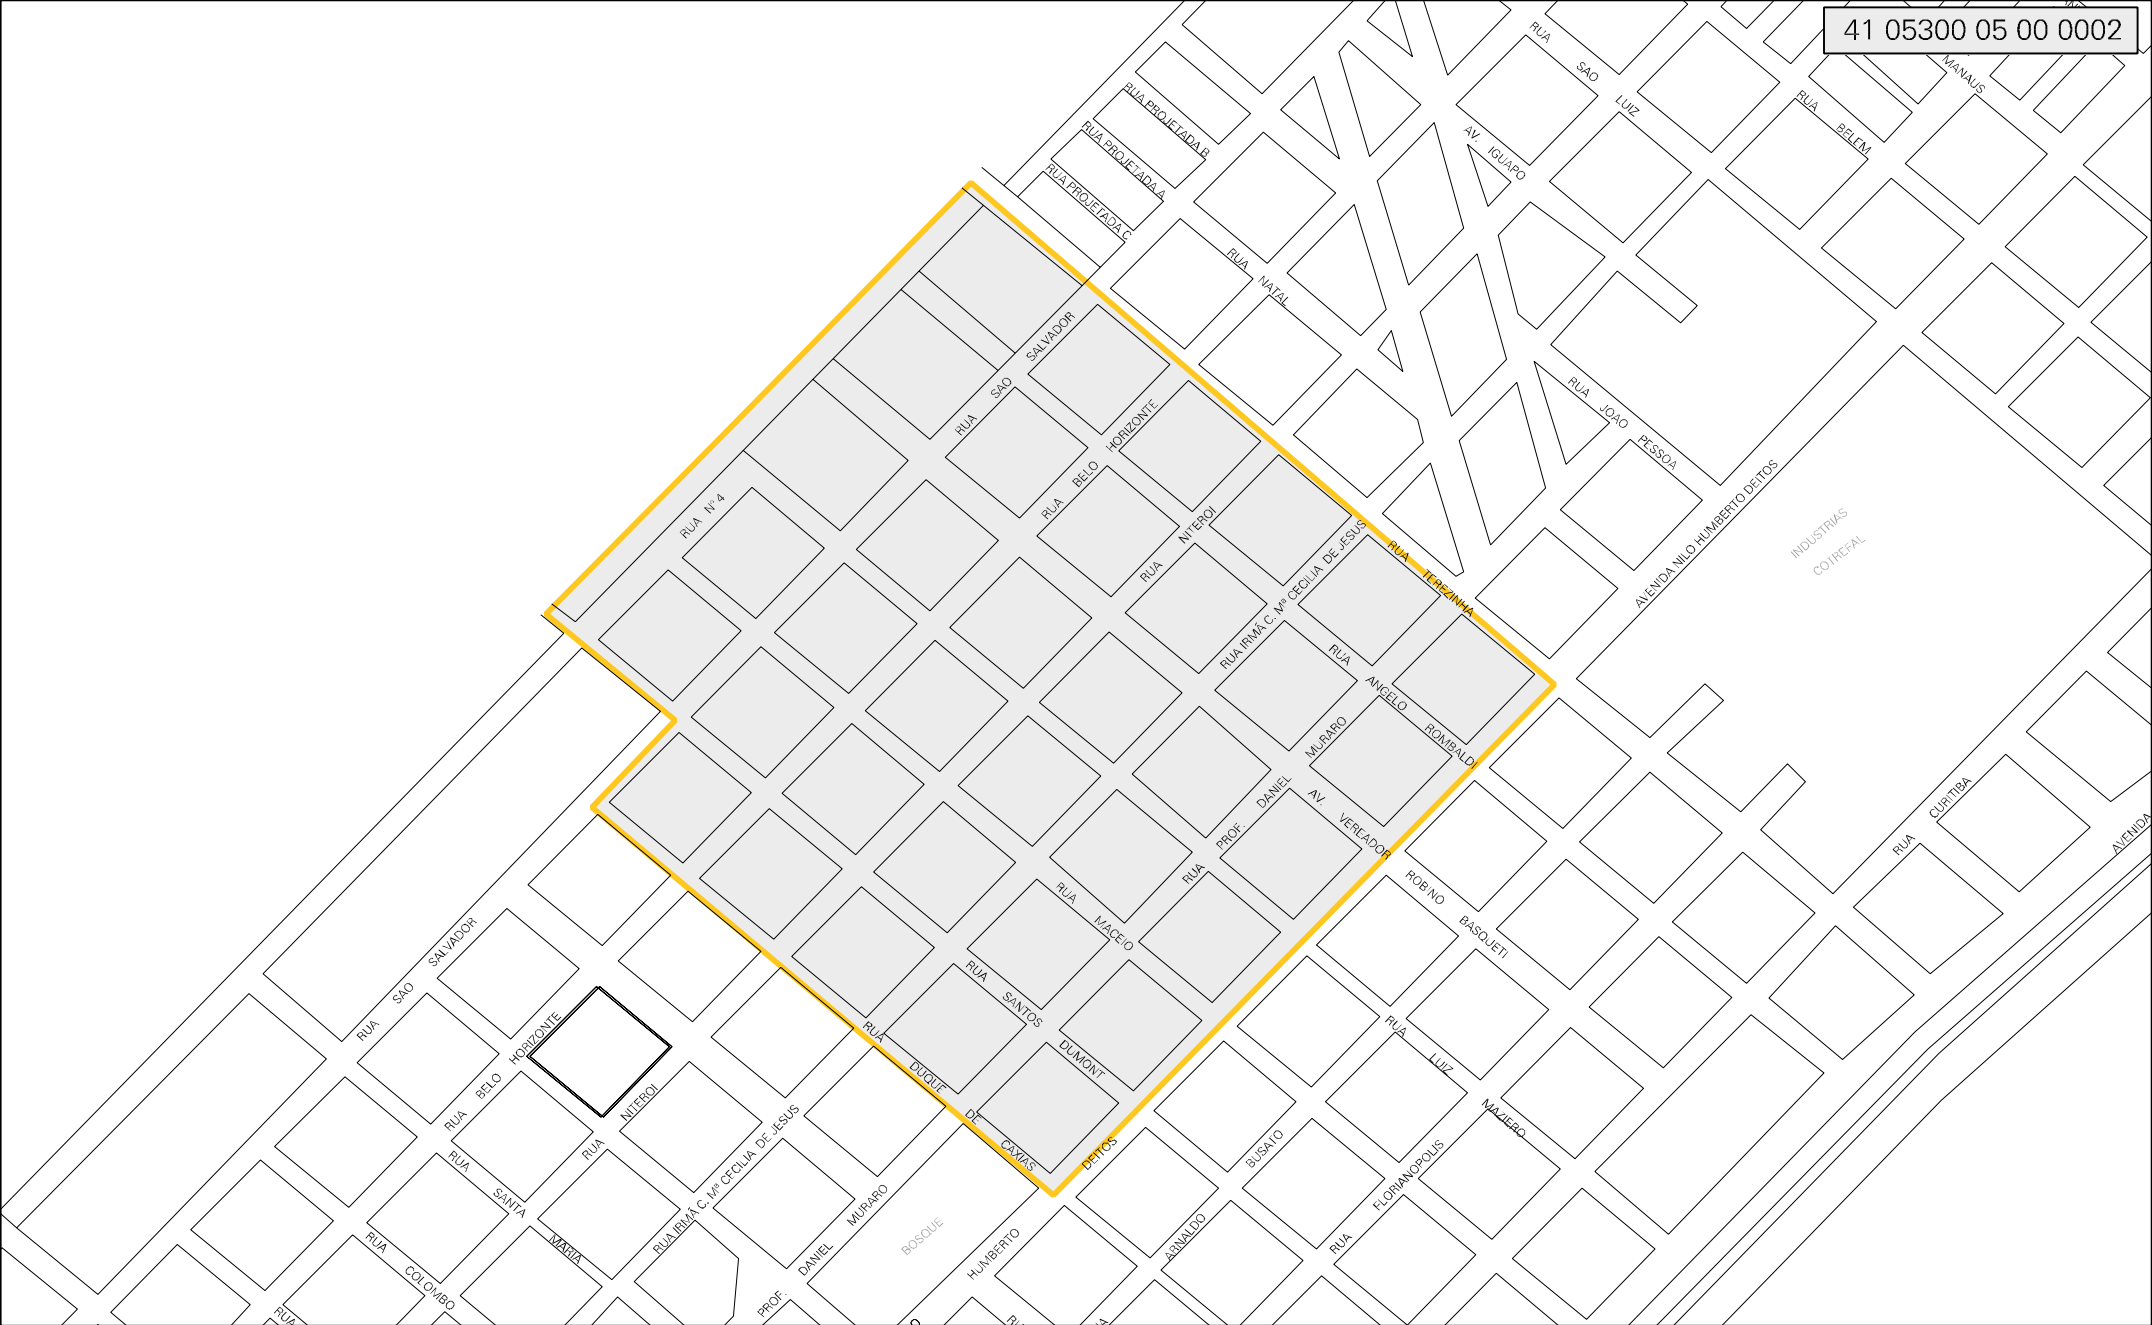 41 05300 05 00 0002
RUA SAO LUIZ
MANAUS
RUA BELEM
RUA PROJETADA B
RUA PROJETADA A
RUA PROJETADA C
AV. IGUAPO
RUA NATAL
RUA SAO SALVADOR
RUA BELO HORIZONTE
RUA JOAO PESSOA
RUA Nº 4
RUA NITEROI
RUA IRMÃ C. Mª CECILIA DE JESUS
RUA TEREZINHA
AVENIDA NILO HUMBERTO DEITOS
INDUSTRIAS
COTREFAL
RUA ANGELO ROMBALDI
RUA PROF. DANIEL MURARO
AV. VEREADOR ROBINO BASQUETI
RUA CURITIBA
AVENIDA
RUA MACEIO
RUA SANTOS DUMONT
RUA SAO SALVADOR
RUA BELO HORIZONTE
RUA NITEROI
RUA DUQUE DE CAXIAS
RUA LUIZ MAZIERO
RUA IRMÃ C. Mª CECILIA DE JESUS
HUMBERTO DEITOS
ARNALDO BUSATO
RUA FLORIANOPOLIS
RUA SANTA MARIA
PROF. DANIEL MURARO
BOSQUE
RUA COLOMBO
RUA